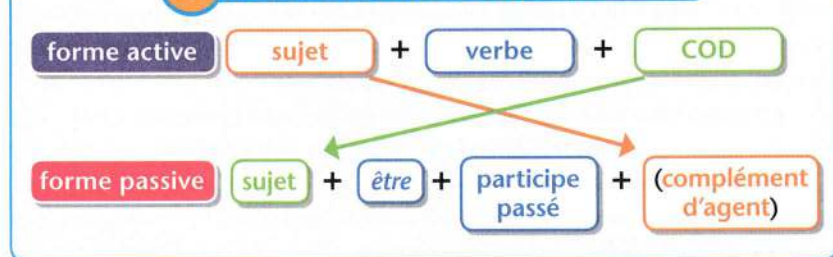 forme active sujet + verbe + COD
forme passive sujet + être + participe passé + (complément d'agent)